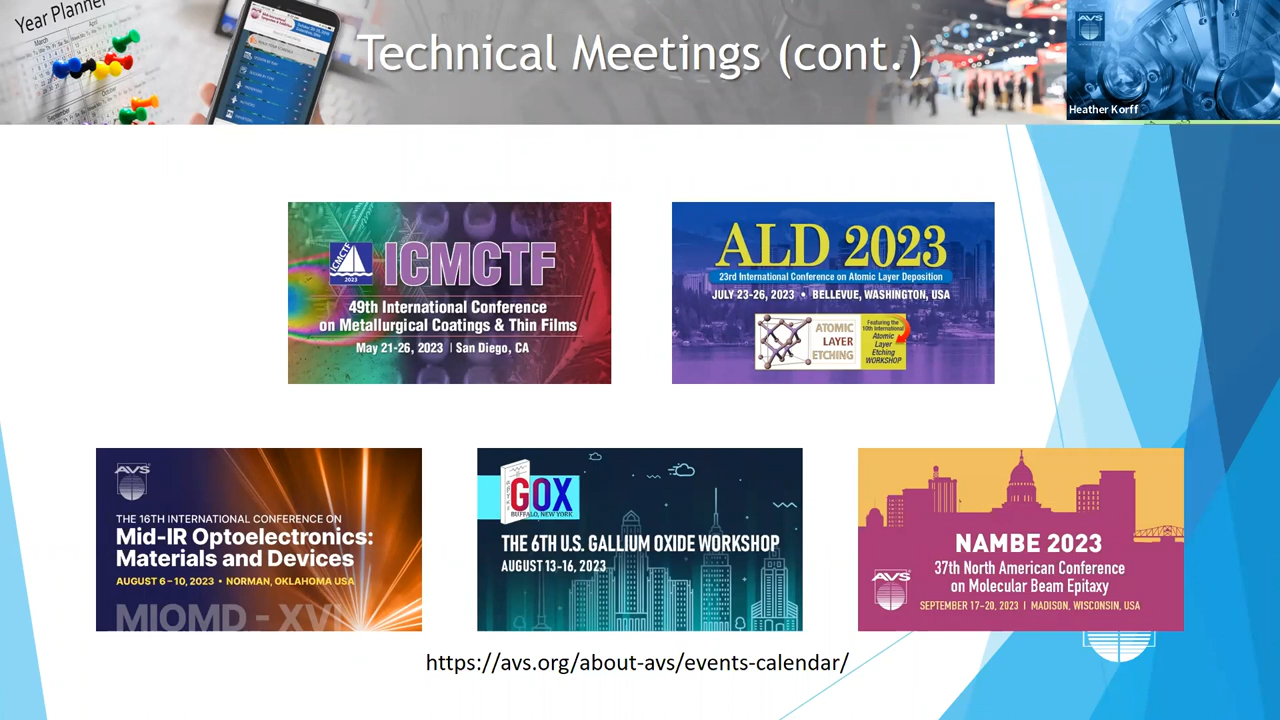 Year Planner
Technical Meetings (cont.)
AVS
Heather Korff
ICMCTF
2023
ICMCTF
49th International Conference
on Metallurgical Coatings & Thin Films
May 21-26, 2023 | San Diego, CA
ALD 2023
23rd International Conference on Atomic Layer Deposition
JULY 23-26, 2023 • BELLEVUE, WASHINGTON, USA
ATOMIC
LAYER
ETCHING
Featuring the
10th International
Atomic
Layer
Etching
WORKSHOP
AVS
THE 16TH INTERNATIONAL CONFERENCE ON
Mid-IR Optoelectronics:
Materials and Devices
AUGUST 6-10, 2023 • NORMAN, OKLAHOMA USA
MIOMD - XVI
GOX
BUFFALO, NEW YORK
THE 6TH U.S. GALLIUM OXIDE WORKSHOP
AUGUST 13-16, 2023
NAMBE 2023
37th North American Conference
on Molecular Beam Epitaxy
AVS
SEPTEMBER 17-20, 2023 | MADISON, WISCONSIN, USA
https://avs.org/about-avs/events-calendar/